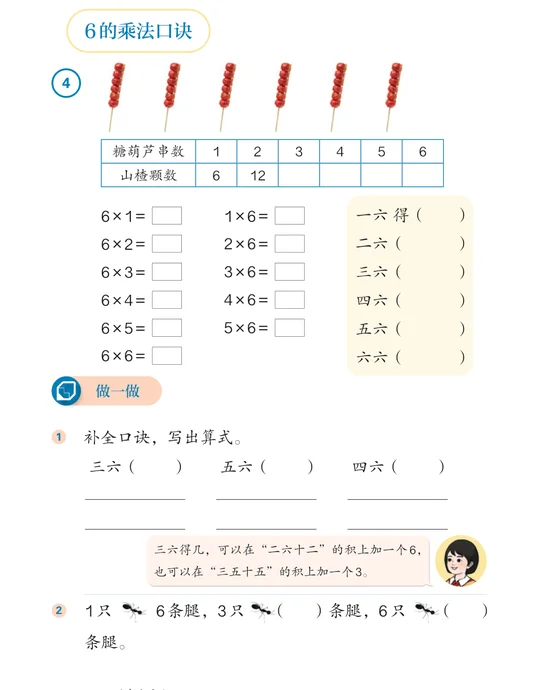 6的乘法口诀
4
糖葫芦串数 1 2 3 4 5 6
山楂颗数 6 12
6×1= 1×6= 一六 得( )
6×2= 2×6= 二六( )
6×3= 3×6= 三六( )
6×4= 4×6= 四六( )
6×5= 5×6= 五六( )
6×6= 六六( )
做一做
1 补全口诀，写出算式。
三六( ) 五六( ) 四六( )
三六得几，可以在“二六十二”的积上加一个6，
也可以在“三五十五”的积上加一个3。
2 1只 6条腿，3只 ( )条腿，6只 ( )
条腿。